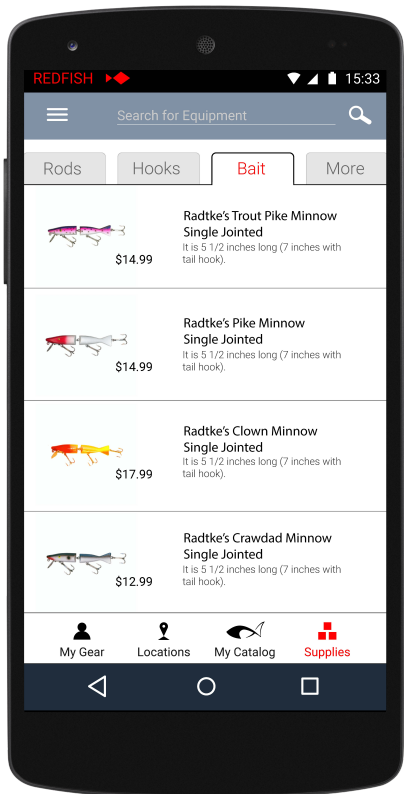 REDFISH 15:33
Search for Equipment
Rods Hooks Bait More
Radtke's Trout Pike Minnow
Single Jointed
It is 5 1/2 inches long (7 inches with
tail hook).
$14.99
Radtke's Pike Minnow
Single Jointed
It is 5 1/2 inches long (7 inches with
tail hook).
$14.99
Radtke's Clown Minnow
Single Jointed
It is 5 1/2 inches long (7 inches with
tail hook).
$17.99
Radtke's Crawdad Minnow
Single Jointed
It is 5 1/2 inches long (7 inches with
tail hook).
$12.99
My Gear Locations My Catalog Supplies